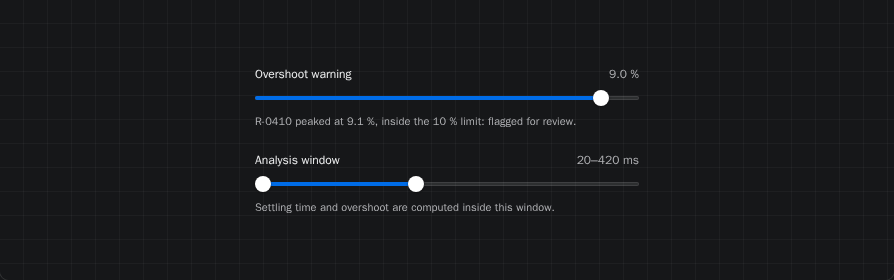 Overshoot warning 9.0 %
R-0410 peaked at 9.1 %, inside the 10 % limit: flagged for review.
Analysis window 20–420 ms
Settling time and overshoot are computed inside this window.